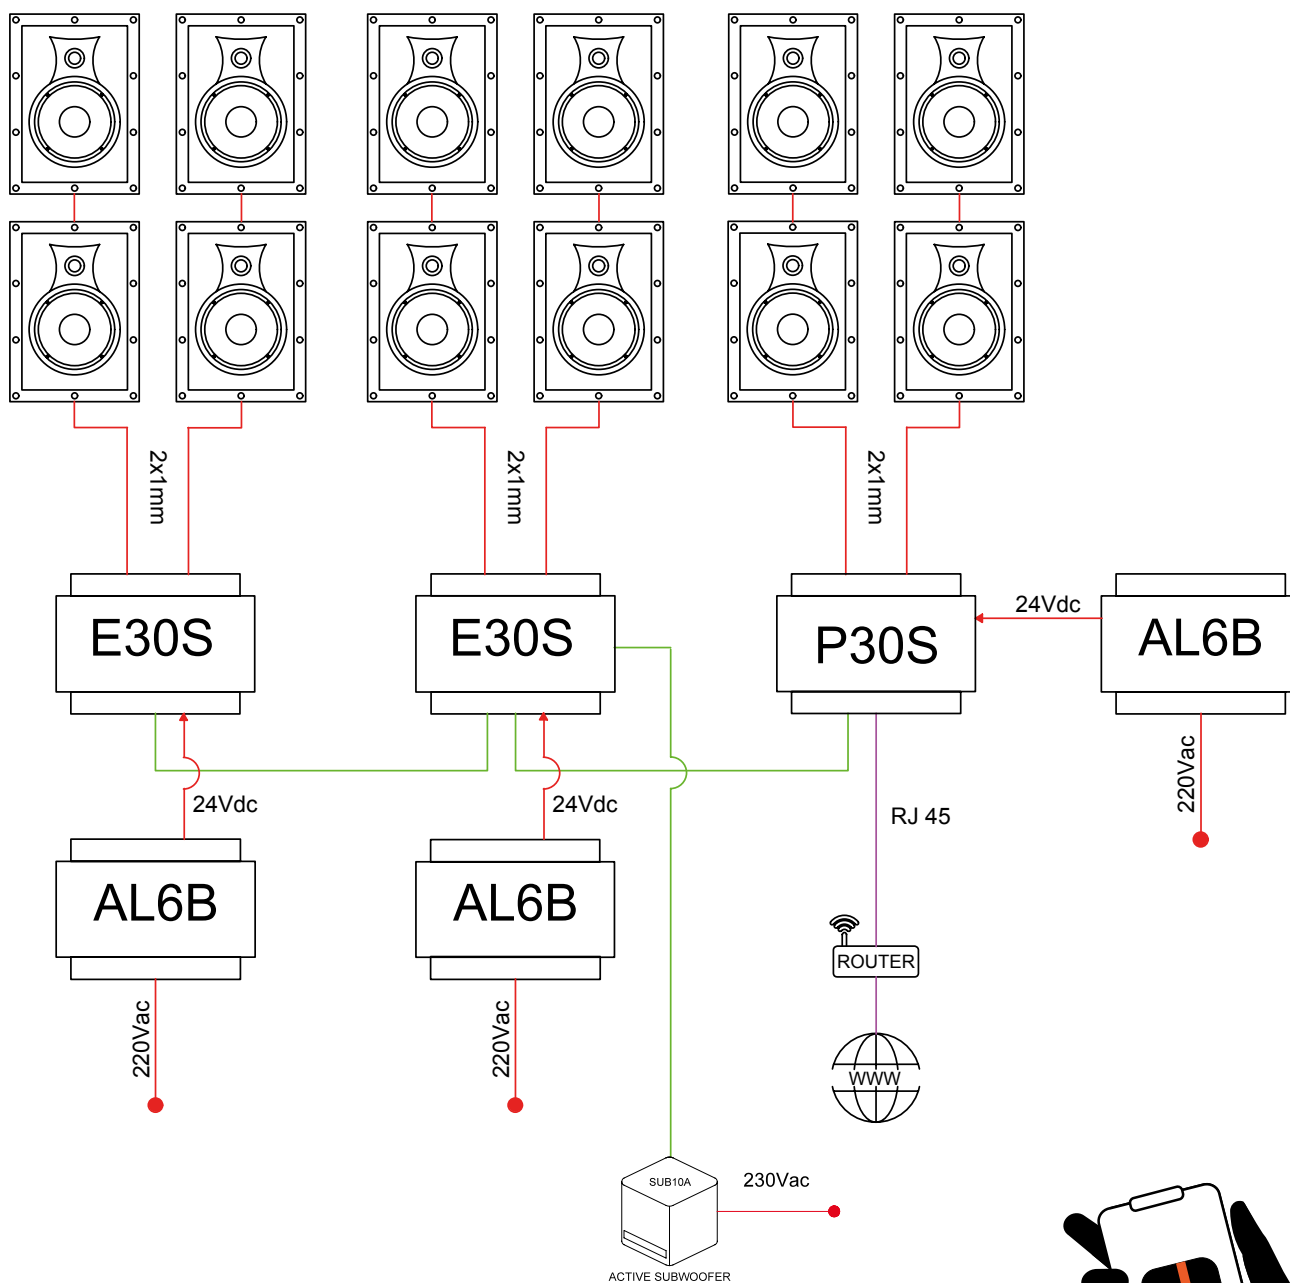 2x1mm
2x1mm
2x1mm
E30S
E30S
P30S
24Vdc
AL6B
24Vdc
24Vdc
220Vac
RJ 45
AL6B
AL6B
ROUTER
220Vac
220Vac
WWW
SUB10A
230Vac
ACTIVE SUBWOOFER